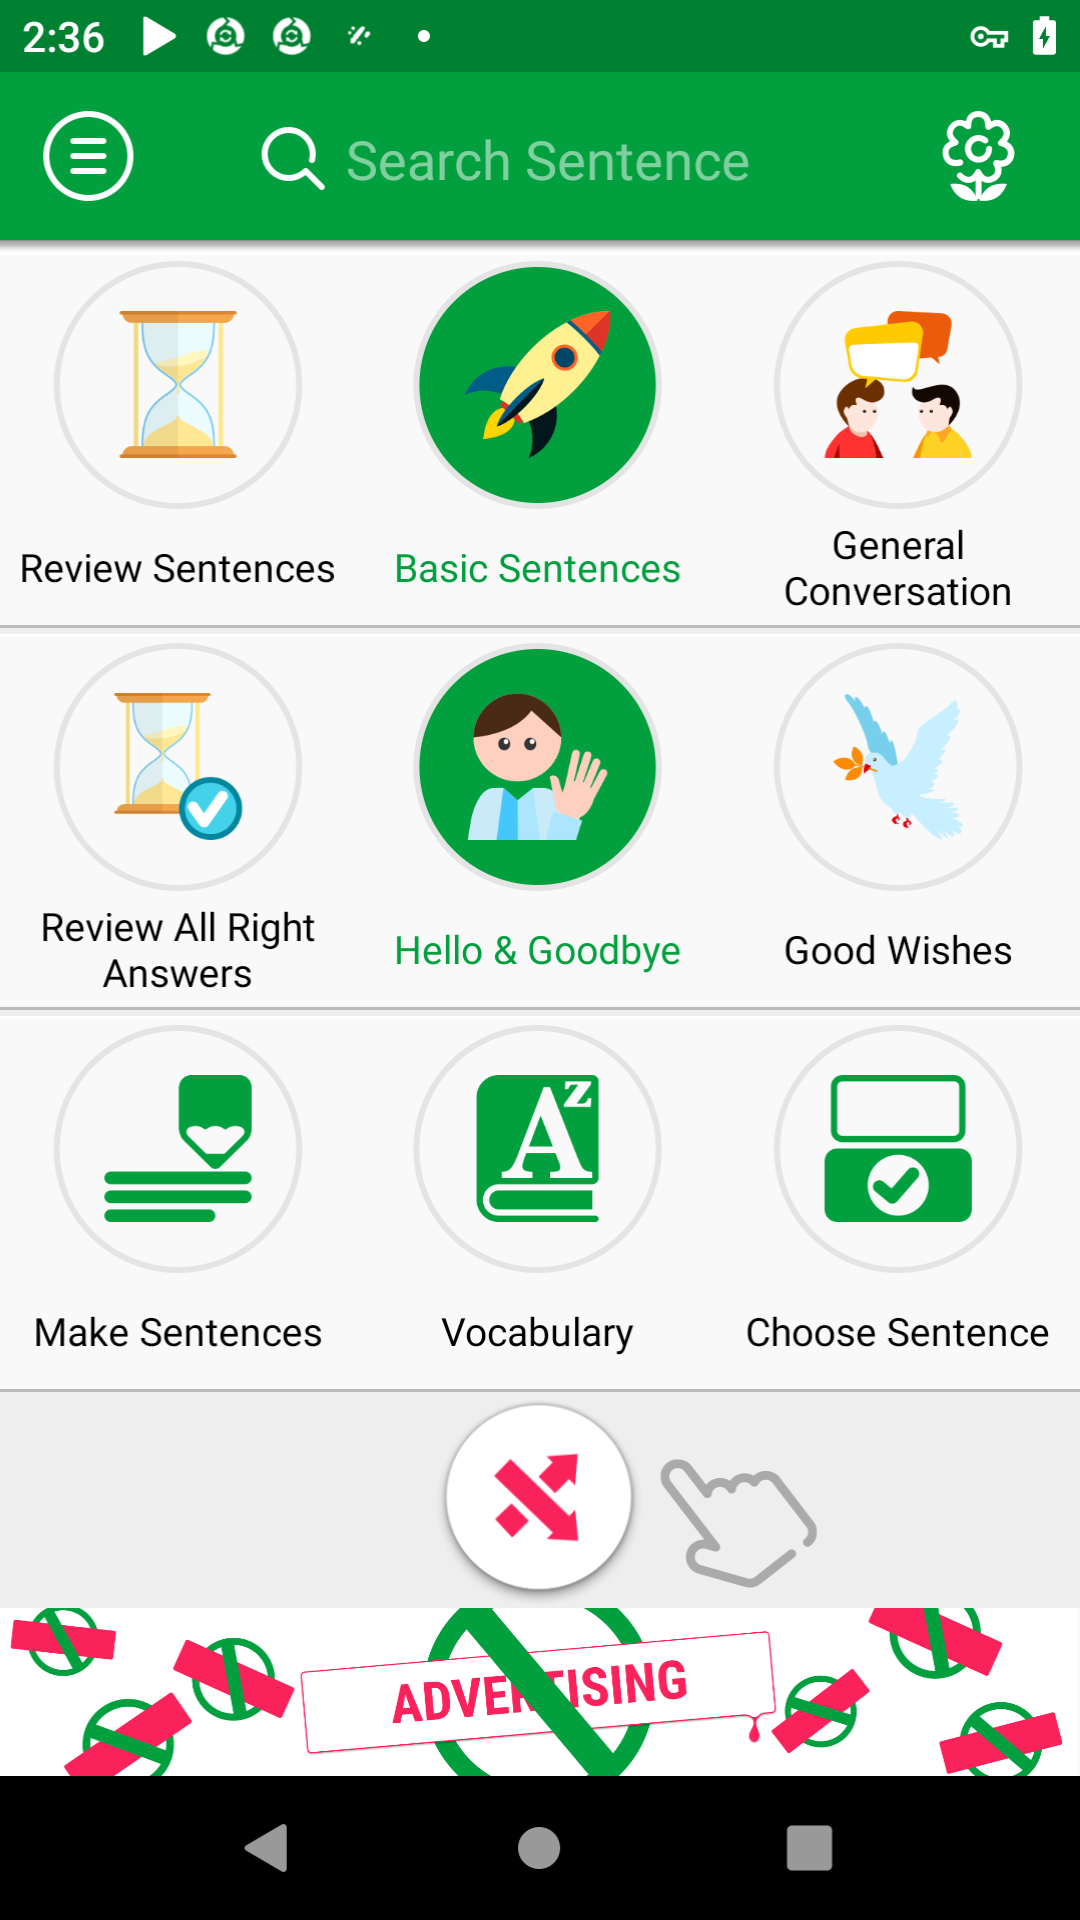 2:36
Search Sentence
Review Sentences
Basic Sentences
General
Conversation
Review All Right
Answers
Hello & Goodbye
Good Wishes
Az
Make Sentences
Vocabulary
Choose Sentence
ADVERTISING